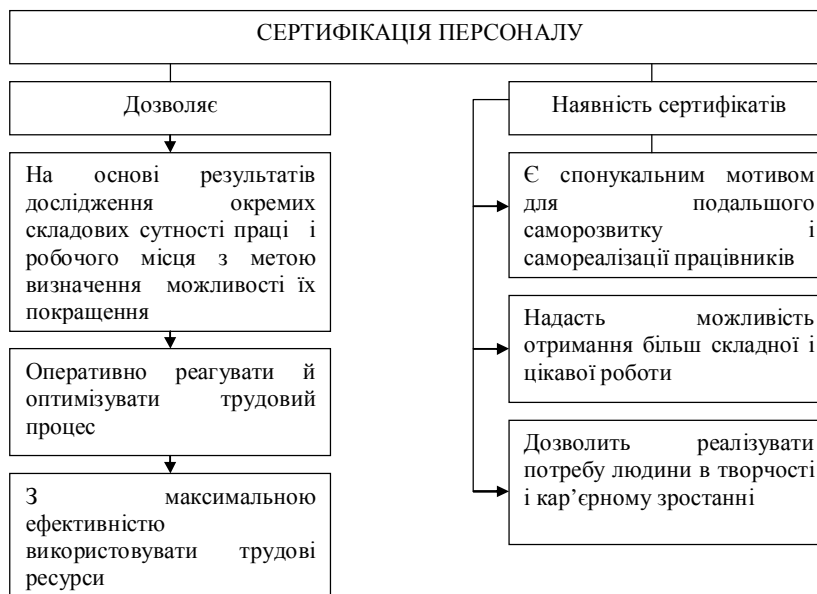 СЕРТИФІКАЦІЯ ПЕРСОНАЛУ
Дозволяє
На основі результатів
дослідження окремих
складових сутності праці і
робочого місця з метою
визначення можливості їх
покращення
Оперативно реагувати й
оптимізувати трудовий
процес
З максимальною
ефективністю
використовувати трудові
ресурси
Наявність сертифікатів
Є спонукальним мотивом
для подальшого
саморозвитку і
самореалізації працівників
Надасть можливість
отримання більш складної і
цікавої роботи
Дозволить реалізувати
потребу людини в творчості
і кар’єрному зростанні